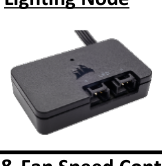 Lighting Node
& Fan Speed Cont